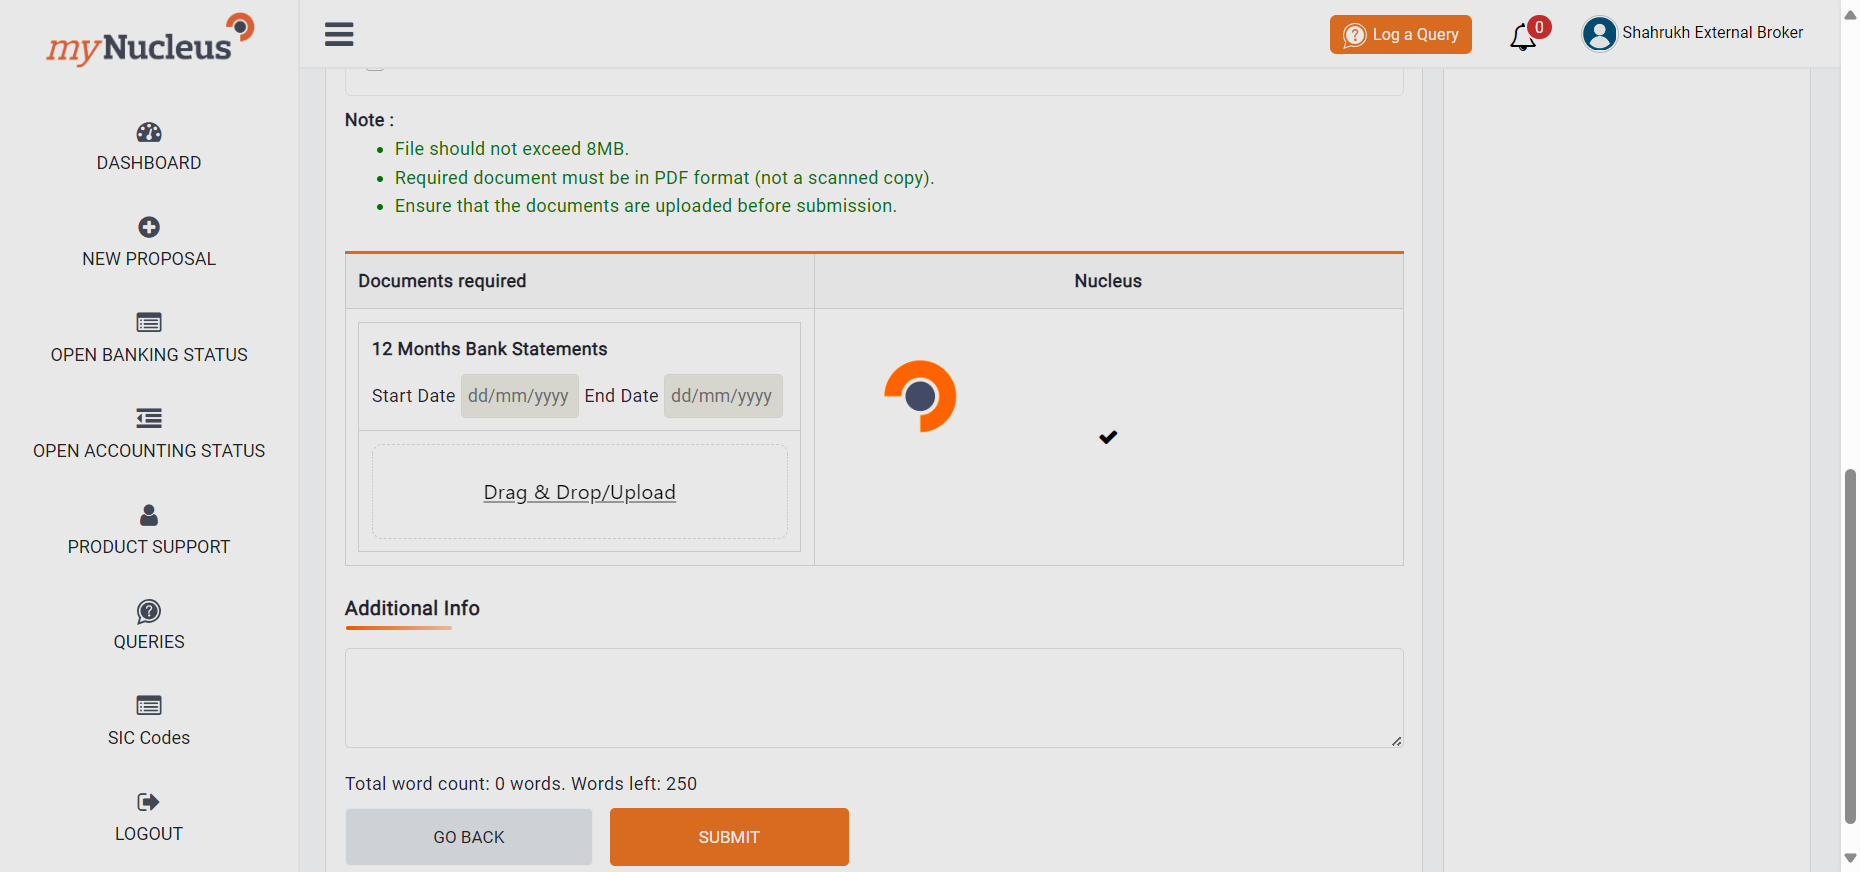 myNucleus
Log a Query
0
Shahrukh External Broker
DASHBOARD
NEW PROPOSAL
OPEN BANKING STATUS
OPEN ACCOUNTING STATUS
PRODUCT SUPPORT
QUERIES
SIC Codes
LOGOUT
Note :
File should not exceed 8MB.
Required document must be in PDF format (not a scanned copy).
Ensure that the documents are uploaded before submission.
Documents required
Nucleus
12 Months Bank Statements
Start Date dd/mm/yyyy End Date dd/mm/yyyy
Drag & Drop/Upload
Additional Info
Total word count: 0 words. Words left: 250
GO BACK
SUBMIT